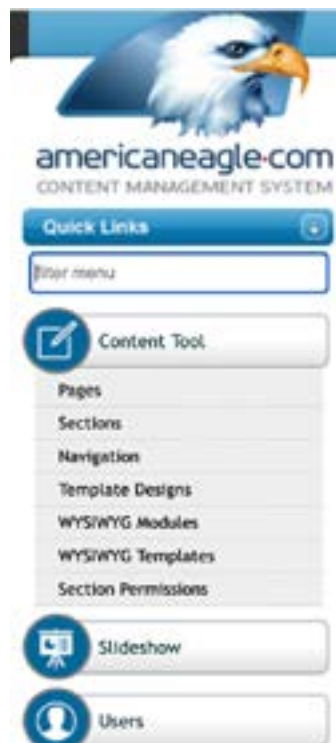 americaneagle.com
CONTENT MANAGEMENT SYSTEM
Quick Links
filter menu
Content Tool
Pages
Sections
Navigation
Template Designs
WYSIWYG Modules
WYSIWYG Templates
Section Permissions
Slideshow
Users